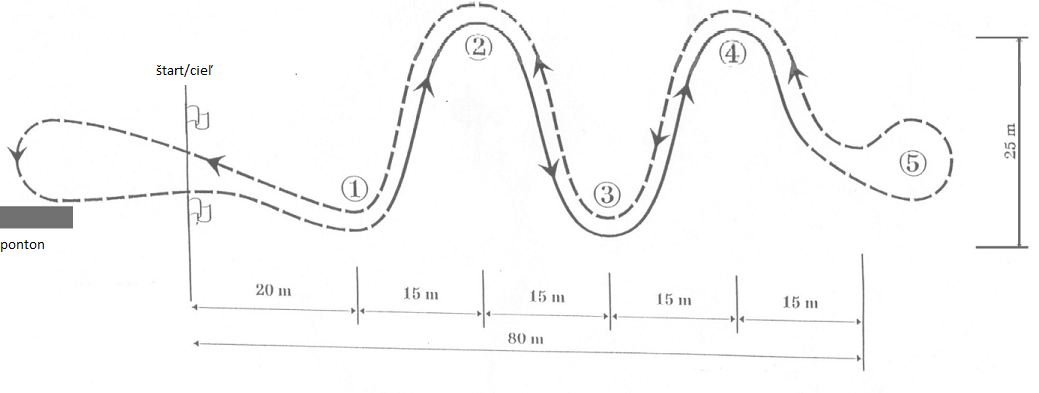 ②
④
štart/cieľ
25 m
⑤
①
③
ponton
20 m
15 m
15 m
15 m
15 m
80 m